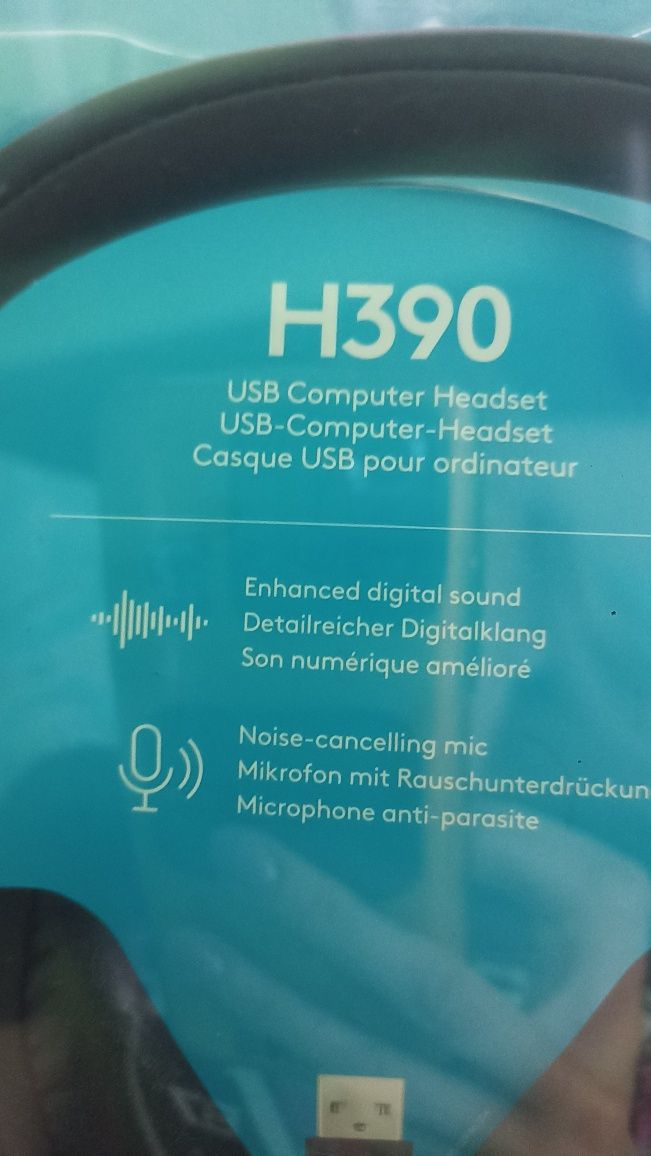 H390
USB Computer Headset
USB-Computer-Headset
Casque USB pour ordinateur
Enhanced digital sound
Detailreicher Digitalklang
Son numérique amélioré
Noise-cancelling mic
Mikrofon mit Rauschunterdrückun
Microphone anti-parasite